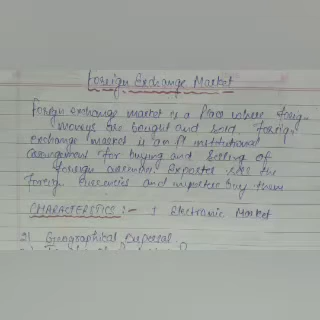 Foreign Exchange Market
Foreign exchange market is a place where foreign
moneys are bought and sold. Foreign
exchange market is an institutional
arrangement for buying and selling of
foreign currencies. Exporter sell the
foreign currencies and importer buy them
CHARACTERSTICS :- 1 Electronic Market
2) Geographical